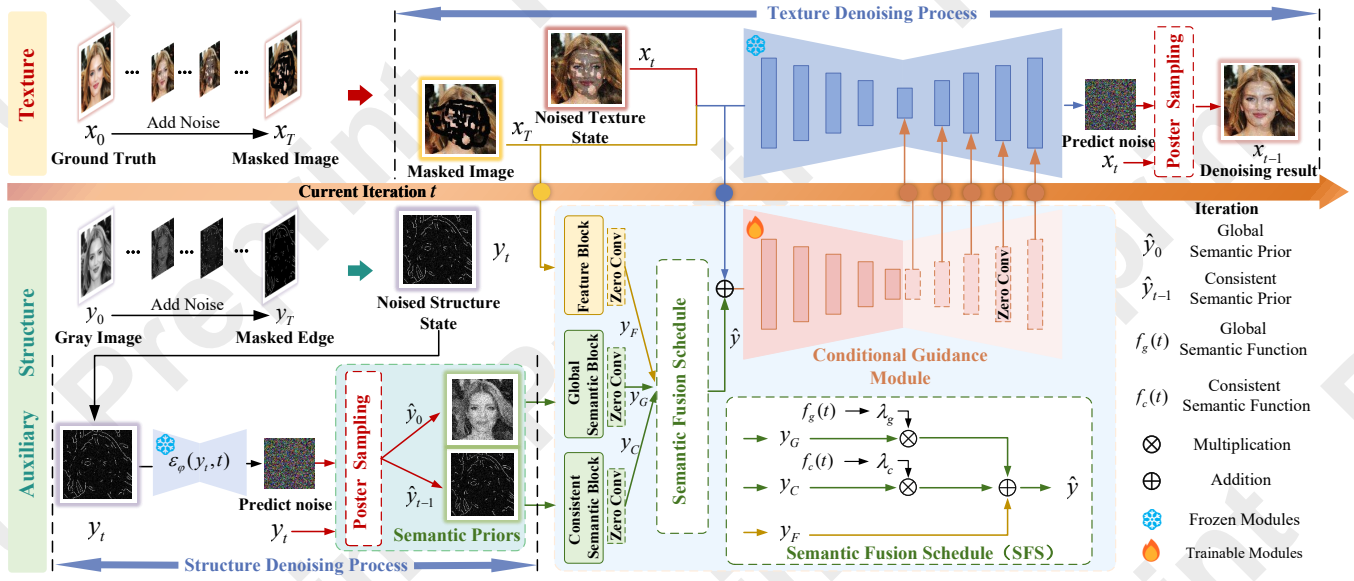 Texture Denoising Process
Texture
...
...
...
x_0
Add Noise
x_T
Ground Truth
Masked Image
x_T
Masked Image
x_t
Noised Texture
State
Predict noise
x_t
Poster Sampling
x_{t-1}
Denoising result
Current Iteration t
Auxiliary Structure
...
...
...
y_0
Add Noise
y_T
Gray Image
Masked Edge
y_t
Noised Structure
State
y_t
ε_φ(y_t,t)
Predict noise
y_t
Poster Sampling
ŷ_0
ŷ_{t-1}
Semantic Priors
Structure Denoising Process
Feature Block
Zero Conv
Global
Semantic Block
Zero Conv
Consistent
Semantic Block
Zero Conv
y_F
y_G
y_C
Semantic Fusion Schedule
ŷ
Zero Conv
Conditional Guidance
Module
f_g(t)
λ_g
y_G
f_c(t)
λ_c
y_C
ŷ
y_F
Semantic Fusion Schedule（SFS）
Iteration
ŷ_0
Global
Semantic Prior
ŷ_{t-1}
Consistent
Semantic Prior
f_g(t)
Global
Semantic Function
f_c(t)
Consistent
Semantic Function
Multiplication
Addition
Frozen Modules
Trainable Modules
Preprint
Preprint
Preprint